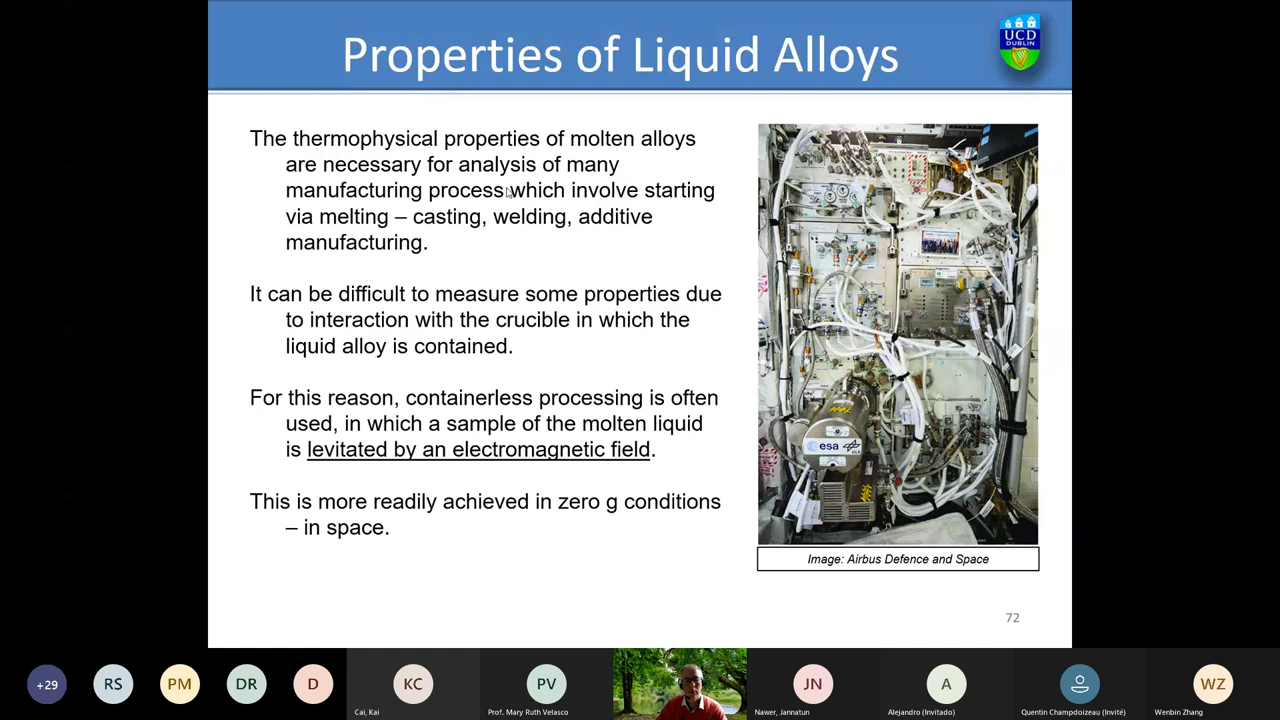 Properties of Liquid Alloys
UCD
DUBLIN
The thermophysical properties of molten alloys
are necessary for analysis of many
manufacturing process which involve starting
via melting – casting, welding, additive
manufacturing.
It can be difficult to measure some properties due
to interaction with the crucible in which the
liquid alloy is contained.
For this reason, containerless processing is often
used, in which a sample of the molten liquid
is levitated by an electromagnetic field.
This is more readily achieved in zero g conditions
– in space.
esa
DLR
Image: Airbus Defence and Space
72
+29
RS
PM
DR
D
KC
Cai, Kai
PV
Prof. Mary Ruth Velasco
JN
Nawer, Jannatun
A
Alejandro (Invitado)
Quentin Champdoizeau (Invité)
WZ
Wenbin Zhang